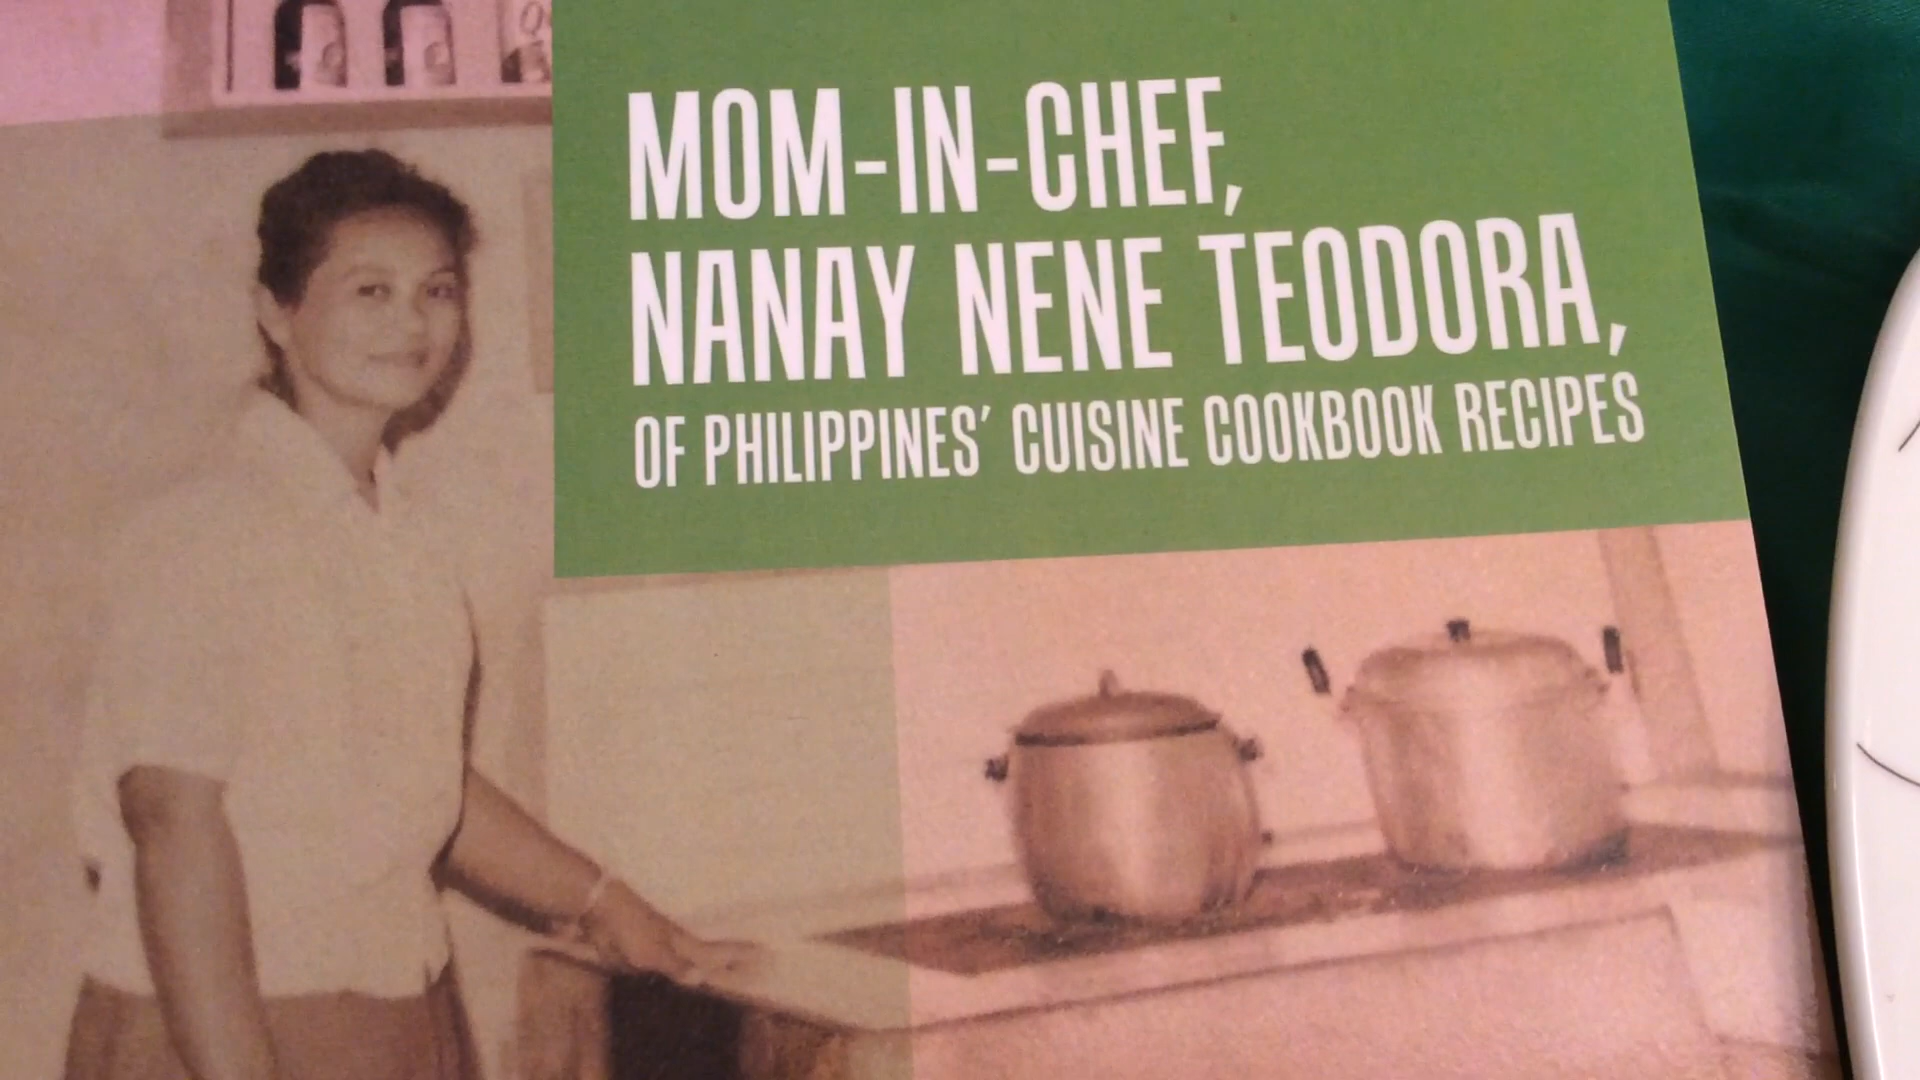 MOM-IN-CHEF,
NANAY NENE TEODORA,
OF PHILIPPINES' CUISINE COOKBOOK RECIPES